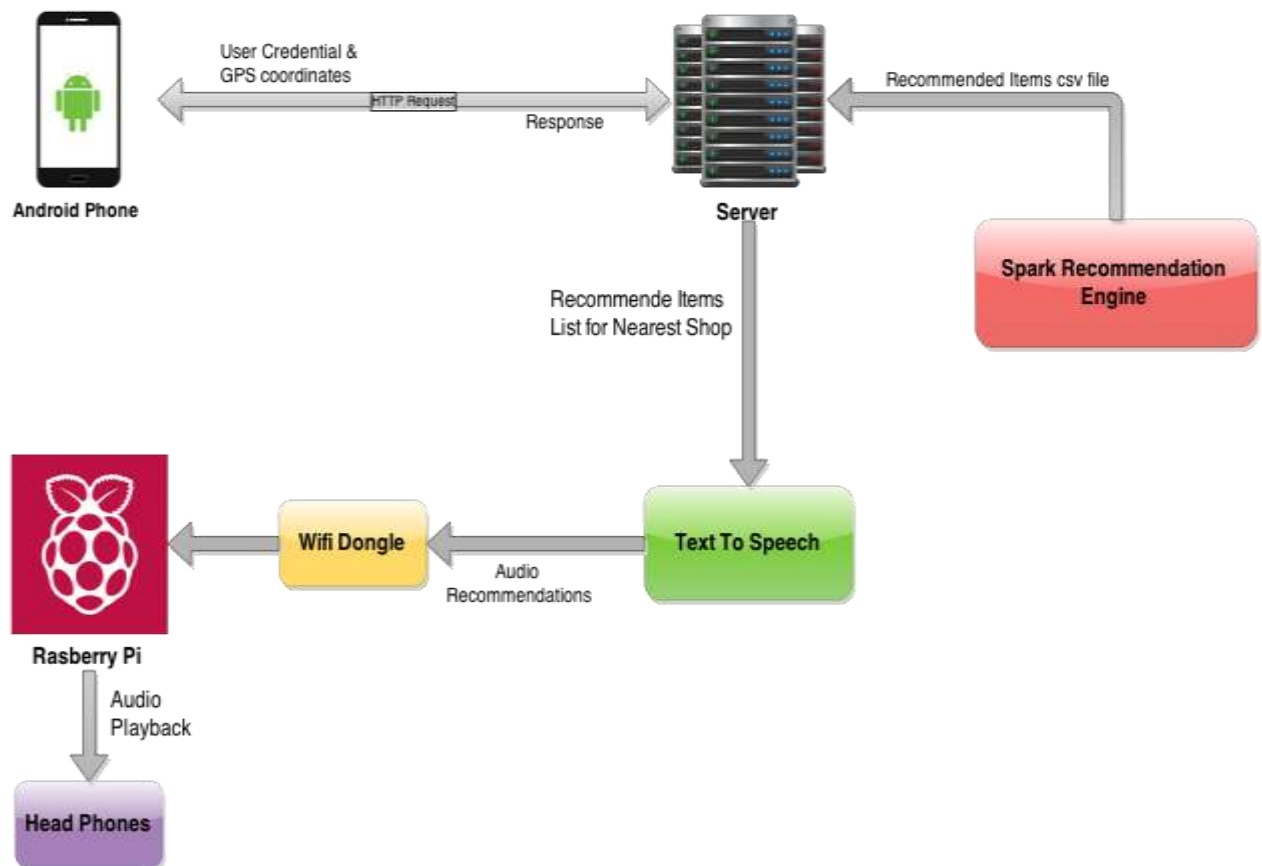 User Credential &
GPS coordinates
HTTP Request
Response
Recommended Items csv file
Android Phone
Server
Spark Recommendation
Engine
Recommende Items
List for Nearest Shop
Wifi Dongle
Text To Speech
Audio
Recommendations
Rasberry Pi
Audio
Playback
Head Phones